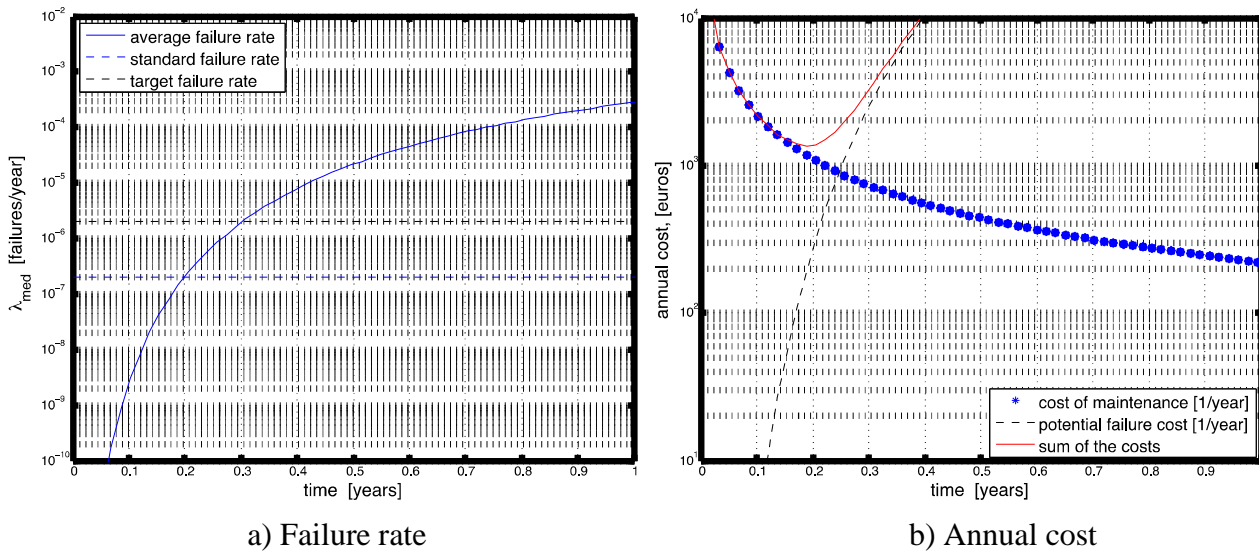 10^-2
10^-3
10^-4
10^-5
10^-6
10^-7
10^-8
10^-9
10^-10
λ_med [failures/year]
average failure rate
standard failure rate
target failure rate
0 0.1 0.2 0.3 0.4 0.5 0.6 0.7 0.8 0.9 1
time [years]
a) Failure rate
10^4
10^3
10^2
10^1
annual cost, [euros]
cost of maintenance [1/year]
potential failure cost [1/year]
sum of the costs
0 0.1 0.2 0.3 0.4 0.5 0.6 0.7 0.8 0.9
time [years]
b) Annual cost